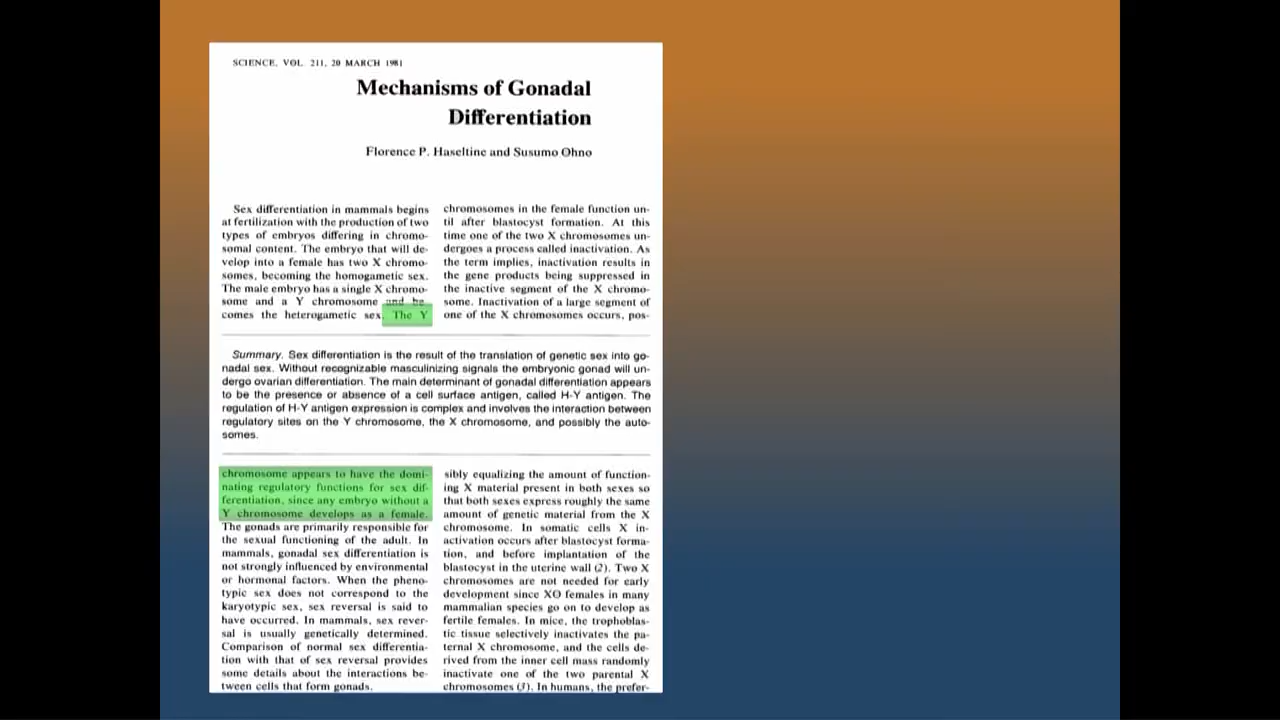 SCIENCE, VOL. 211, 20 MARCH 1981
Mechanisms of Gonadal
Differentiation
Florence P. Haseltine and Susumo Ohno
Sex differentiation in mammals begins
at fertilization with the production of two
types of embryos differing in chromo-
somal content. The embryo that will de-
velop into a female has two X chromo-
somes, becoming the homogametic sex.
The male embryo has a single X chromo-
some and a Y chromosome and be-
comes the heterogametic sex. The Y
chromosomes in the female function un-
til after blastocyst formation. At this
time one of the two X chromosomes un-
dergoes a process called inactivation. As
the term implies, inactivation results in
the gene products being suppressed in
the inactive segment of the X chromo-
some. Inactivation of a large segment of
one of the X chromosomes occurs, pos-
Summary. Sex differentiation is the result of the translation of genetic sex into go-
nadal sex. Without recognizable masculinizing signals the embryonic gonad will un-
dergo ovarian differentiation. The main determinant of gonadal differentiation appears
to be the presence or absence of a cell surface antigen, called H-Y antigen. The
regulation of H-Y antigen expression is complex and involves the interaction between
regulatory sites on the Y chromosome, the X chromosome, and possibly the auto-
somes.
chromosome appears to have the domi-
nating regulatory functions for sex dif-
ferentiation, since any embryo without a
Y chromosome develops as a female.
The gonads are primarily responsible for
the sexual functioning of the adult. In
mammals, gonadal sex differentiation is
not strongly influenced by environmental
or hormonal factors. When the pheno-
typic sex does not correspond to the
karyotypic sex, sex reversal is said to
have occurred. In mammals, sex rever-
sal is usually genetically determined.
Comparison of normal sex differentia-
tion with that of sex reversal provides
some details about the interactions be-
tween cells that form gonads.
sibly equalizing the amount of function-
ing X material present in both sexes so
that both sexes express roughly the same
amount of genetic material from the X
chromosome. In somatic cells X in-
activation occurs after blastocyst forma-
tion, and before implantation of the
blastocyst in the uterine wall (2). Two X
chromosomes are not needed for early
development since XO females in many
mammalian species go on to develop as
fertile females. In mice, the trophoblas-
tic tissue selectively inactivates the pa-
ternal X chromosome, and the cells de-
rived from the inner cell mass randomly
inactivate one of the two parental X
chromosomes (3). In humans, the prefer-